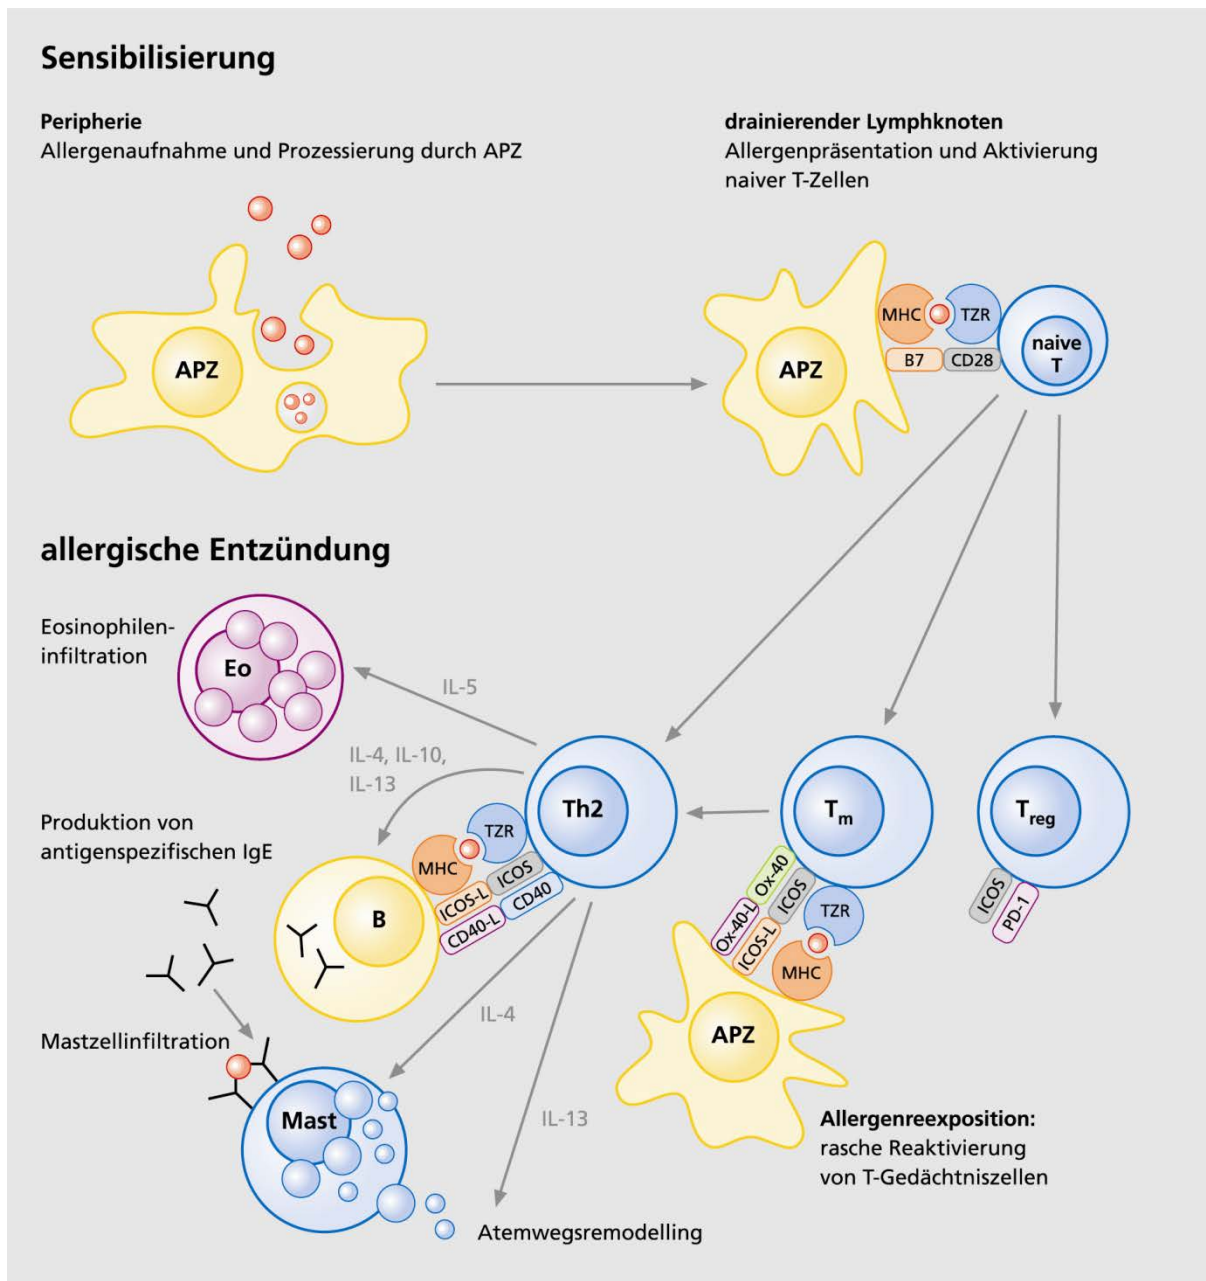 Sensibilisierung
Peripherie
Allergenaufnahme und Prozessierung durch APZ
drainierender Lymphknoten
Allergenpräsentation und Aktivierung
naiver T-Zellen
APZ
APZ
MHC
TZR
B7
CD28
naive
T
allergische Entzündung
Eosinophilen-
infiltration
Eo
IL-5
IL-4, IL-10,
IL-13
Th2
Tm
Treg
Produktion von
antigenspezifischen IgE
B
MHC
TZR
ICOS-L
ICOS
CD40-L
CD40
Ox-40-L
Ox-40
ICOS-L
ICOS
MHC
TZR
ICOS
PD-1
APZ
IL-4
IL-13
Mastzellinfiltration
Mast
Allergenreexposition:
rasche Reaktivierung
von T-Gedächtniszellen
Atemwegsremodelling